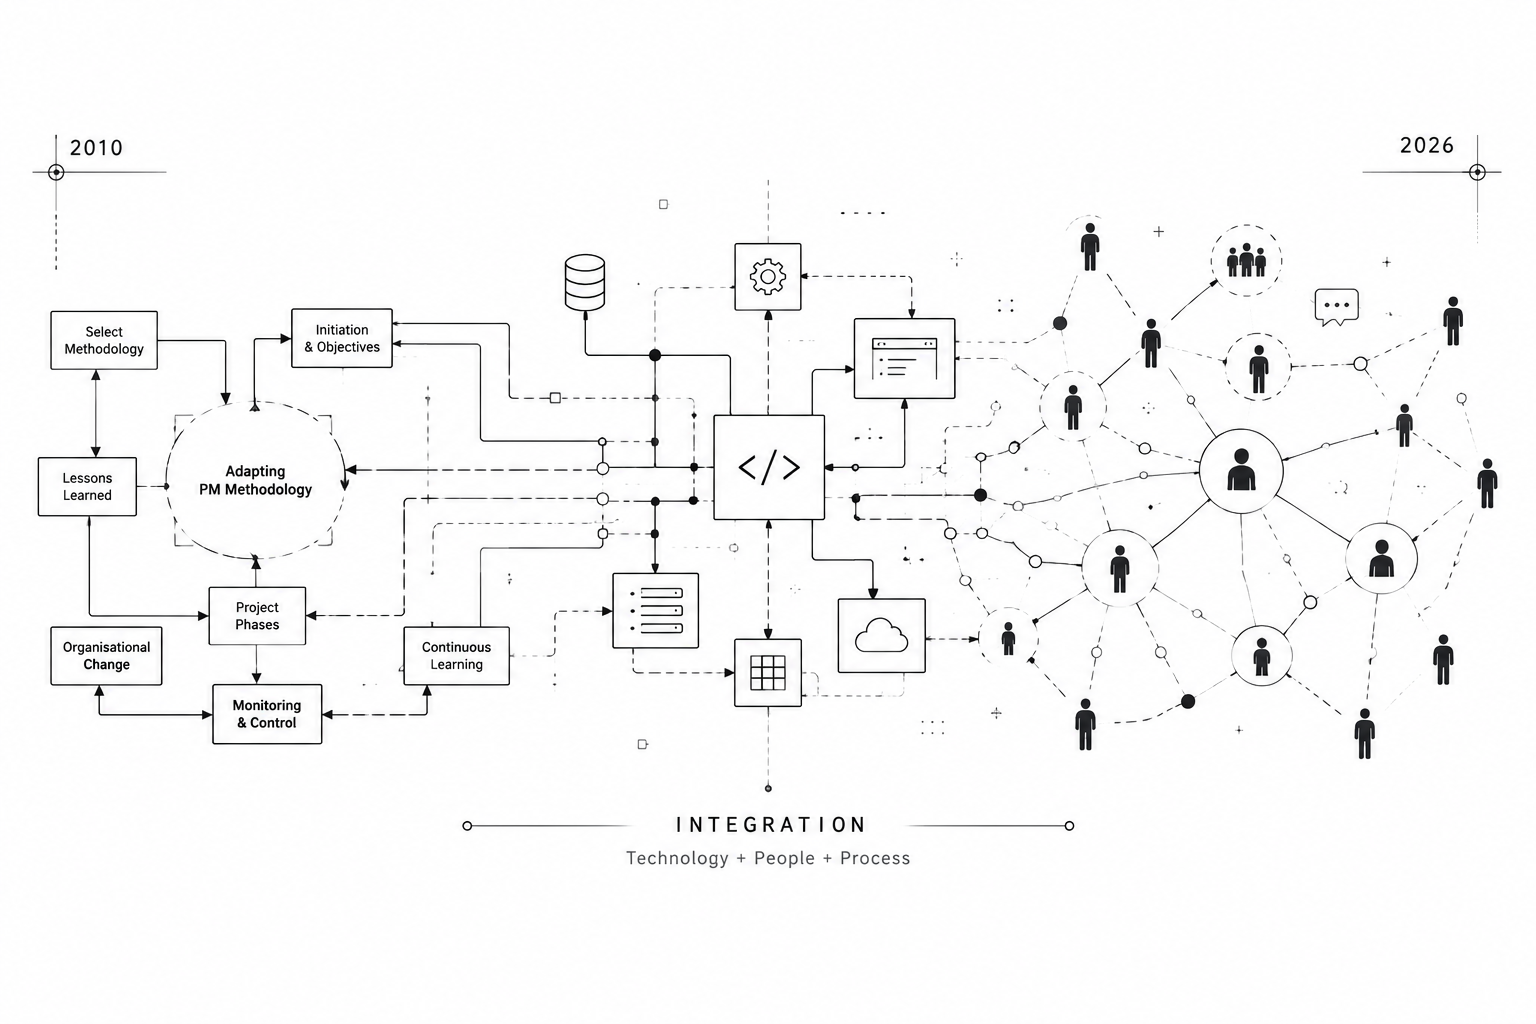 2010
2026
Select
Methodology
Initiation
& Objectives
Adapting
PM Methodology
Lessons
Learned
</>
Project
Phases
Organisational
Change
Continuous
Learning
Monitoring
& Control
INTEGRATION
Technology + People + Process